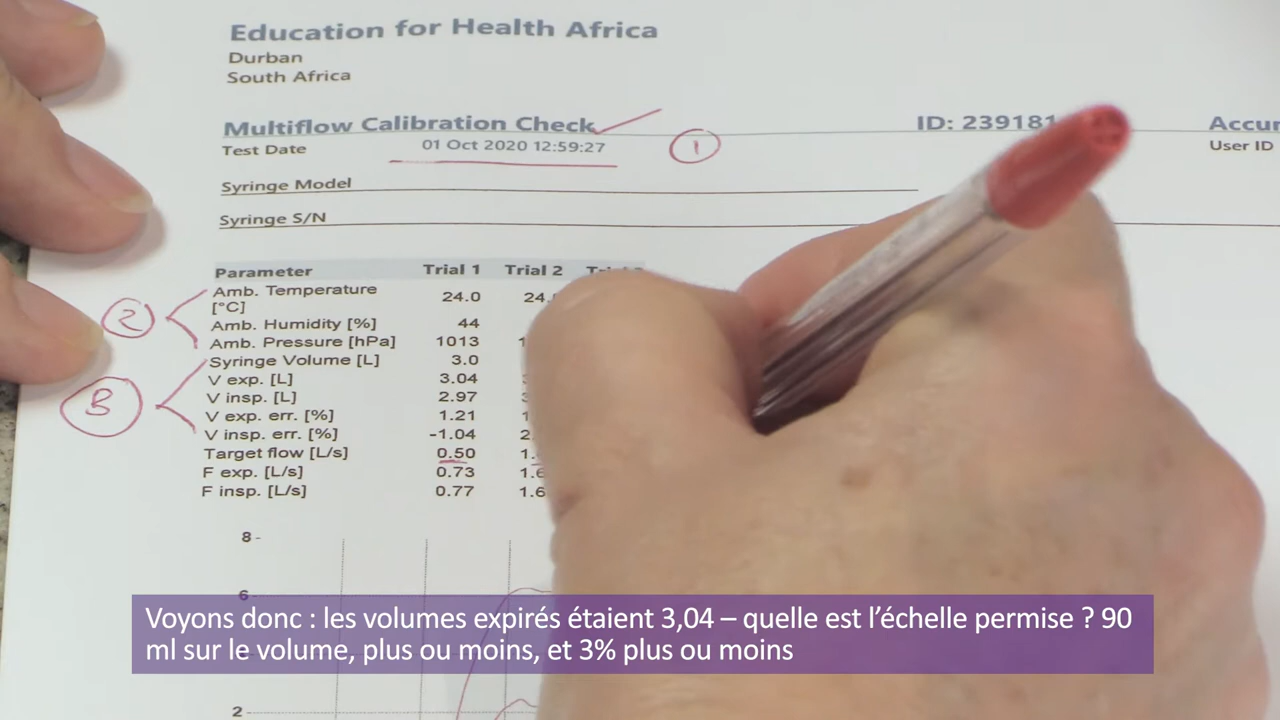 Education for Health Africa
Durban
South Africa
Multiflow Calibration Check
ID: 239181
Test Date
01 Oct 2020 12:59:27
1
User ID
Syringe Model
Syringe S/N
Parameter Trial 1 Trial 2
Amb. Temperature [°C] 24.0
Amb. Humidity [%] 44
Amb. Pressure [hPa] 1013
2
Syringe Volume [L] 3.0
V exp. [L] 3.04
V insp. [L] 2.97
3
V exp. err. [%] 1.21
V insp. err. [%] -1.04
Target flow [L/s] 0.50
F exp. [L/s] 0.73
F insp. [L/s] 0.77
8
6
Voyons donc : les volumes expirés étaient 3,04 – quelle est l’échelle permise ? 90
ml sur le volume, plus ou moins, et 3% plus ou moins
2